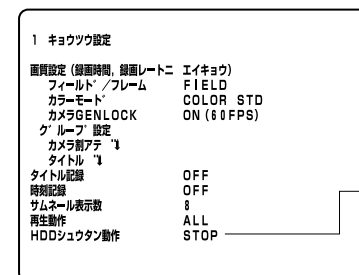 1 キョウツウ設定
画質設定（録画時間，録画レートニ エイキョウ）
フィールド／フレーム FIELD
カラーモード COLOR STD
カメラGENLOCK ON（60FPS）
グループ設定
カメラ割アテ
タイトル
タイトル記録 OFF
時刻記録 OFF
サムネール表示数 8
再生動作 ALL
HDDシュウタン動作 STOP